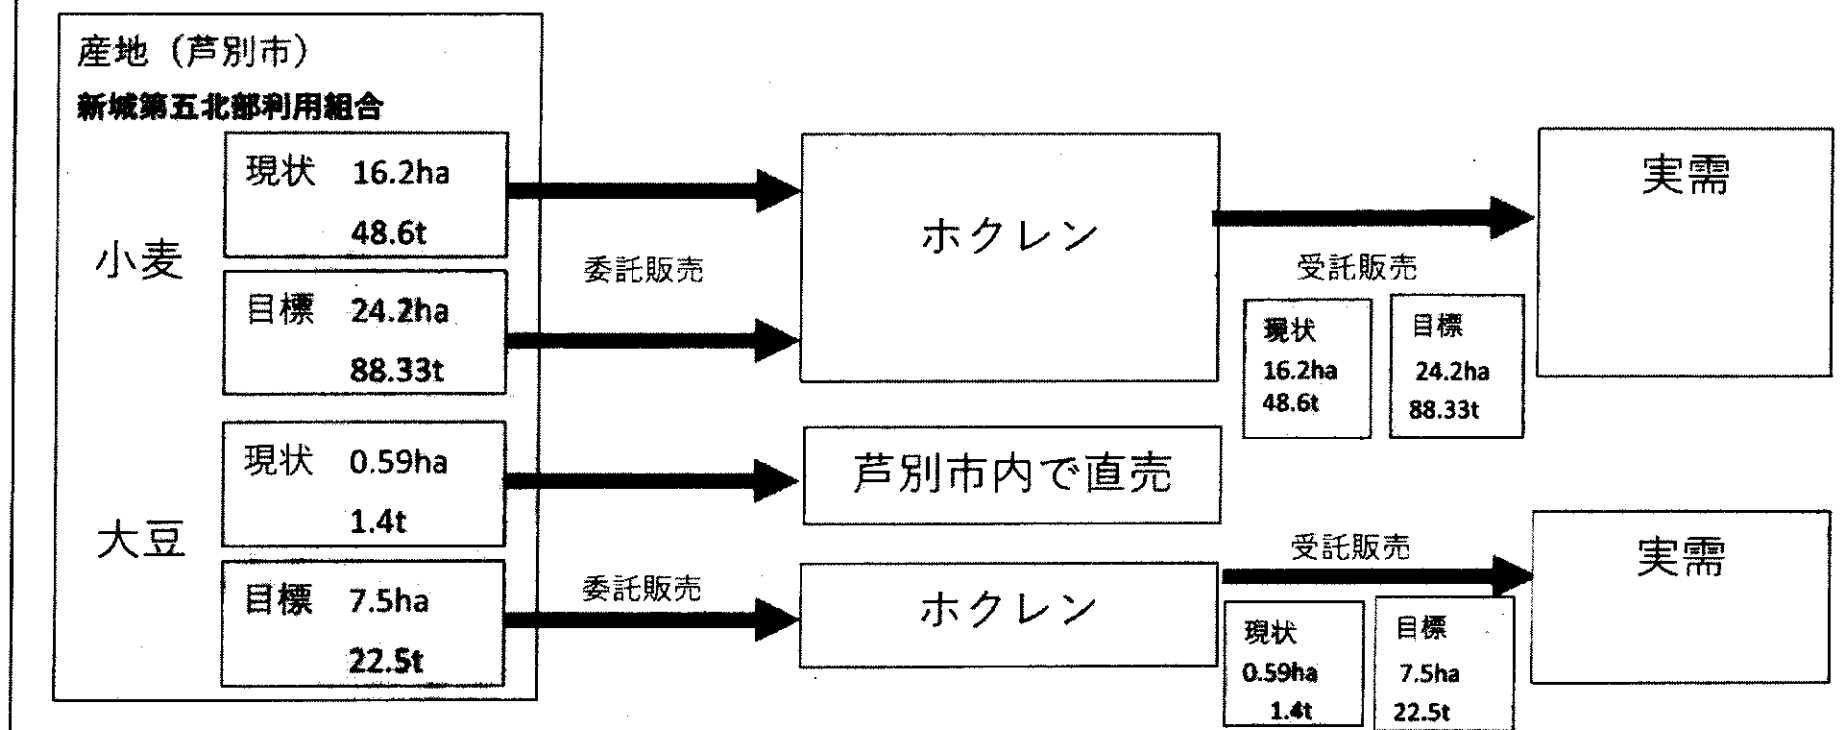 産地（芦別市）
新城第五北部利用組合
小麦
現状 16.2ha
48.6t
目標 24.2ha
88.33t
委託販売
ホクレン
受託販売
現状
16.2ha
48.6t
目標
24.2ha
88.33t
実需
大豆
現状 0.59ha
1.4t
芦別市内で直売
目標 7.5ha
22.5t
委託販売
ホクレン
受託販売
現状
0.59ha
1.4t
目標
7.5ha
22.5t
実需